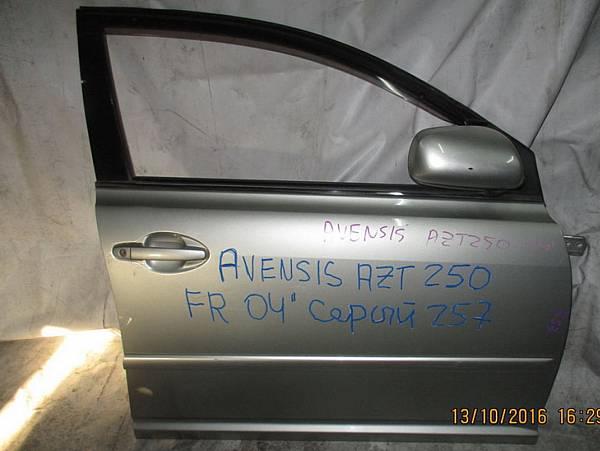 AVENSIS AZT250
AVENSIS AZT 250
FR 04" Серый 257
13/10/2016 16:29